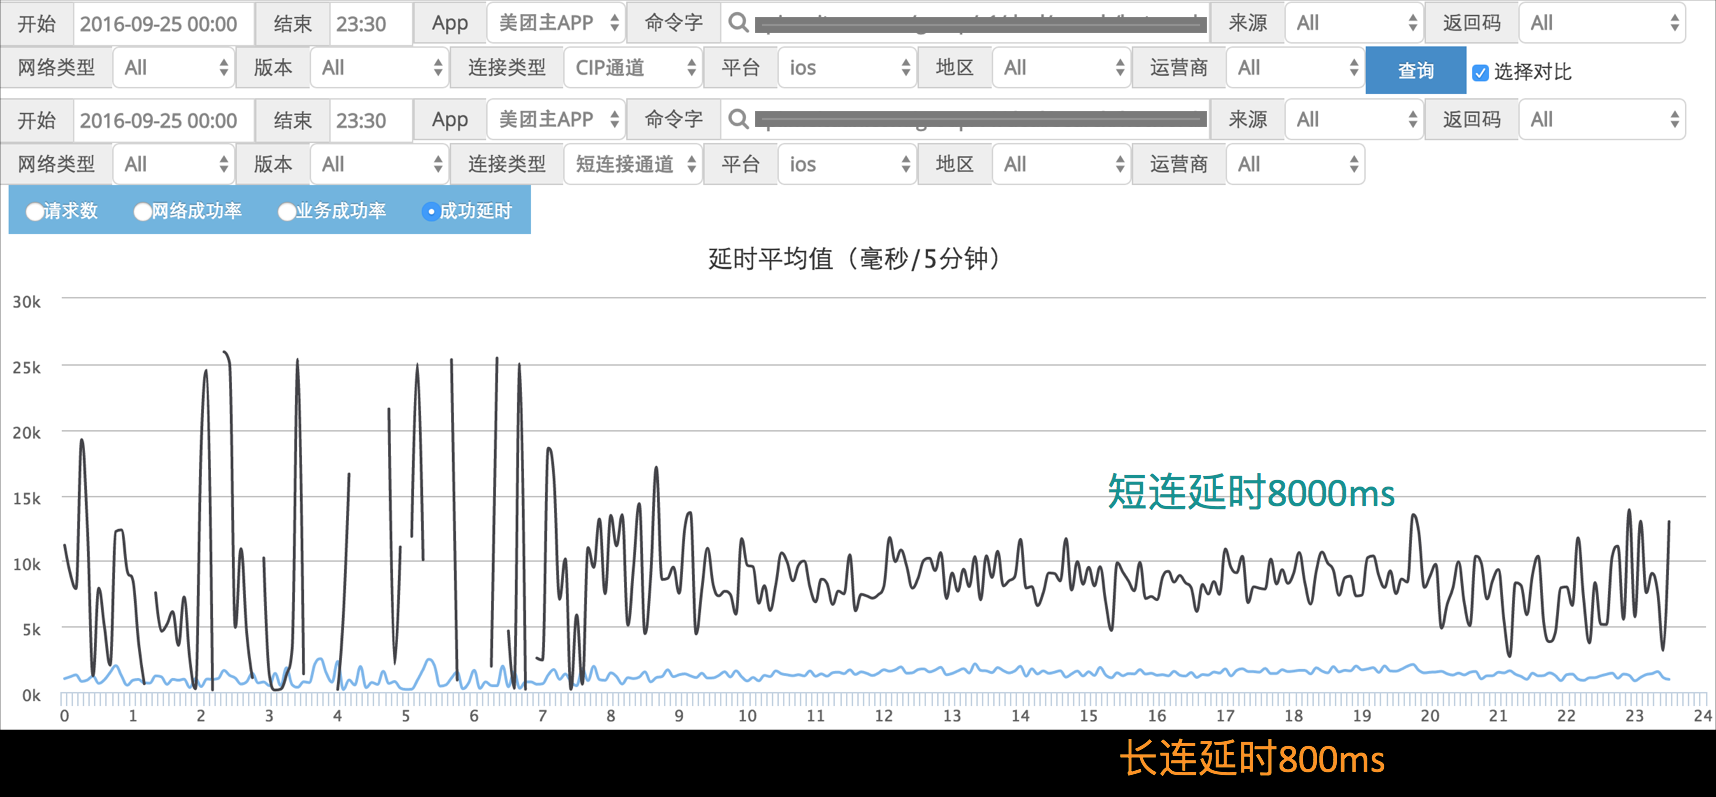 开始 2016-09-25 00:00 结束 23:30 App 美团主APP 命令字 来源 All 返回码 All
网络类型 All 版本 All 连接类型 CIP通道 平台 ios 地区 All 运营商 All 查询 选择对比
开始 2016-09-25 00:00 结束 23:30 App 美团主APP 命令字 来源 All 返回码 All
网络类型 All 版本 All 连接类型 短连接通道 平台 ios 地区 All 运营商 All
请求数 网络成功率 业务成功率 成功延时
延时平均值（毫秒/5分钟）
30k
25k
20k
15k
短连延时8000ms
10k
5k
0k
0 1 2 3 4 5 6 7 8 9 10 11 12 13 14 15 16 17 18 19 20 21 22 23 24
长连延时800ms